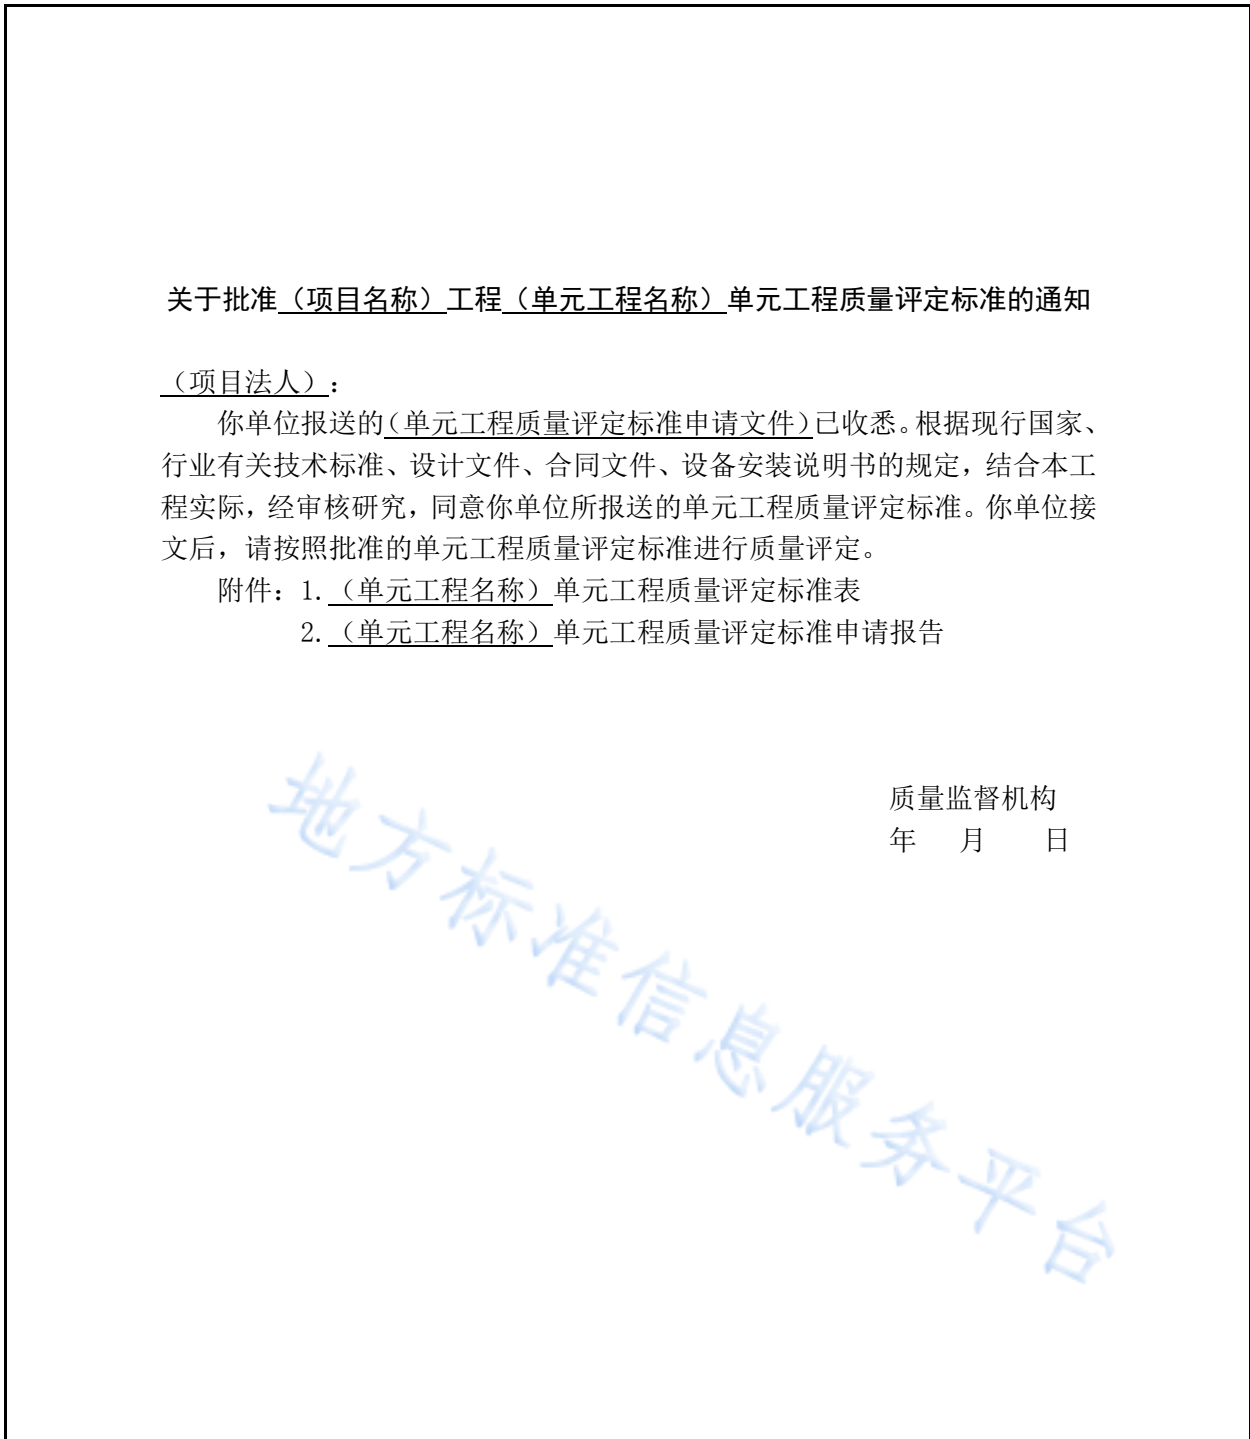 关于批准（项目名称）工程（单元工程名称）单元工程质量评定标准的通知
（项目法人）：
你单位报送的（单元工程质量评定标准申请文件）已收悉。根据现行国家、
行业有关技术标准、设计文件、合同文件、设备安装说明书的规定，结合本工
程实际，经审核研究，同意你单位所报送的单元工程质量评定标准。你单位接
文后，请按照批准的单元工程质量评定标准进行质量评定。
附件：1.（单元工程名称）单元工程质量评定标准表
2.（单元工程名称）单元工程质量评定标准申请报告
质量监督机构
年 月 日
地方标准信息服务平台